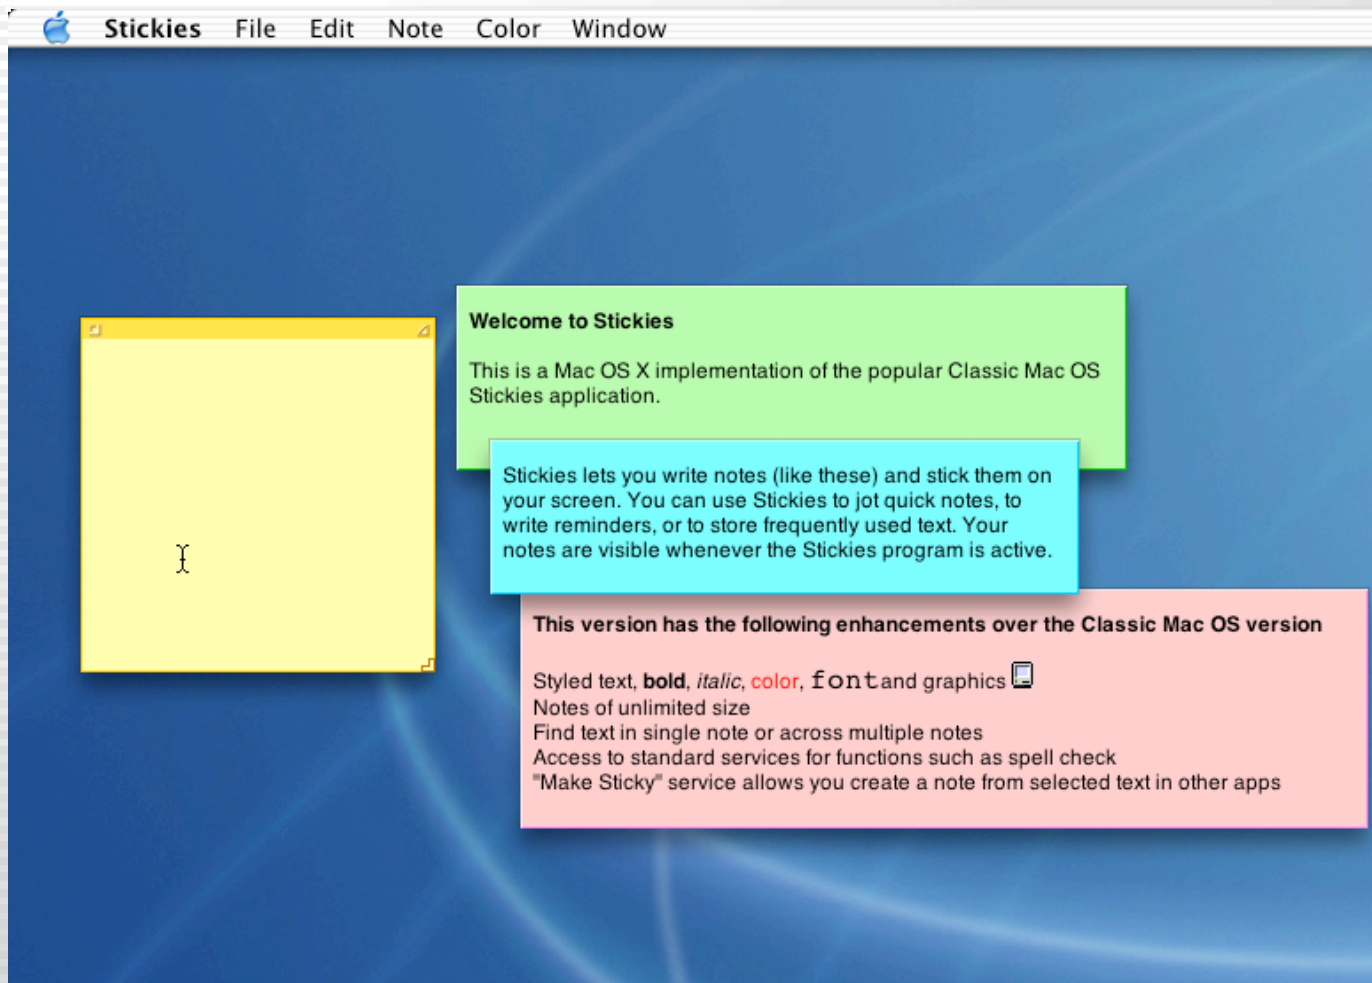 Stickies File Edit Note Color Window
Welcome to Stickies
This is a Mac OS X implementation of the popular Classic Mac OS
Stickies application.
Stickies lets you write notes (like these) and stick them on
your screen. You can use Stickies to jot quick notes, to
write reminders, or to store frequently used text. Your
notes are visible whenever the Stickies program is active.
This version has the following enhancements over the Classic Mac OS version
Styled text, bold, italic, color, font and graphics
Notes of unlimited size
Find text in single note or across multiple notes
Access to standard services for functions such as spell check
"Make Sticky" service allows you create a note from selected text in other apps